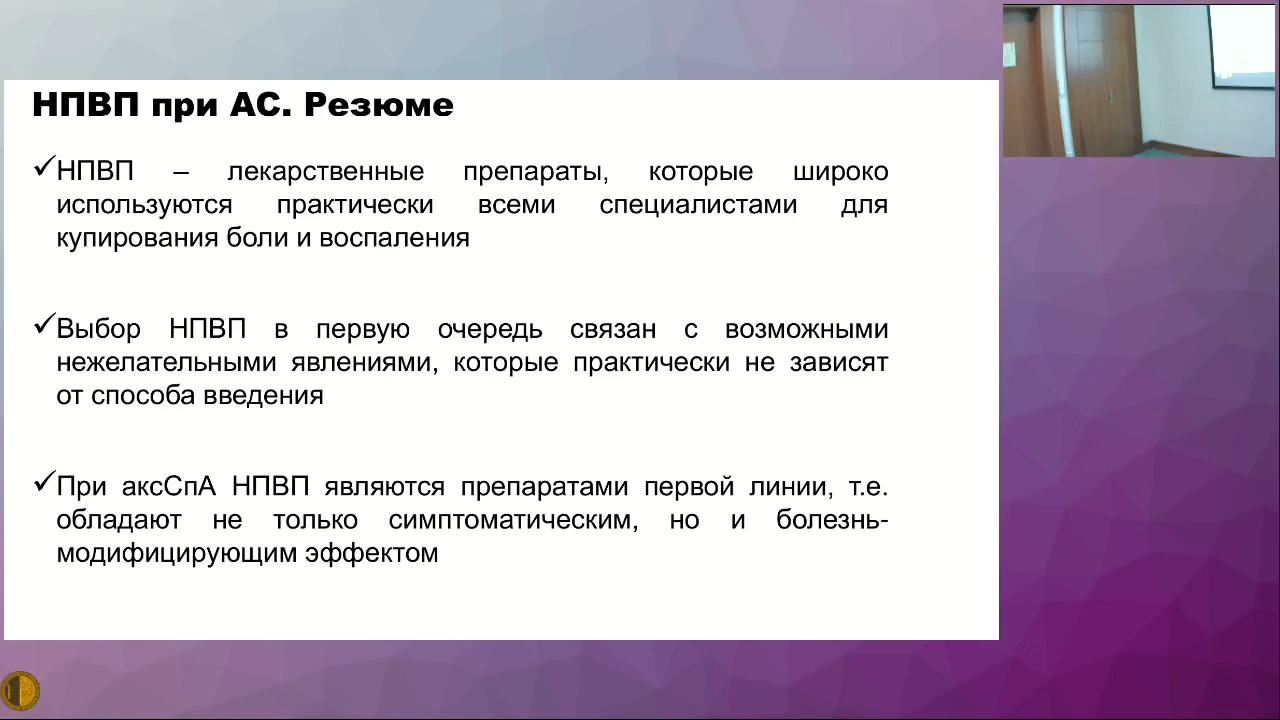 НПВП при АС. Резюме
✓НПВП – лекарственные препараты, которые широко
используются практически всеми специалистами для
купирования боли и воспаления
✓Выбор НПВП в первую очередь связан с возможными
нежелательными явлениями, которые практически не зависят
от способа введения
✓При аксСпА НПВП являются препаратами первой линии, т.е.
обладают не только симптоматическим, но и болезнь-
модифицирующим эффектом